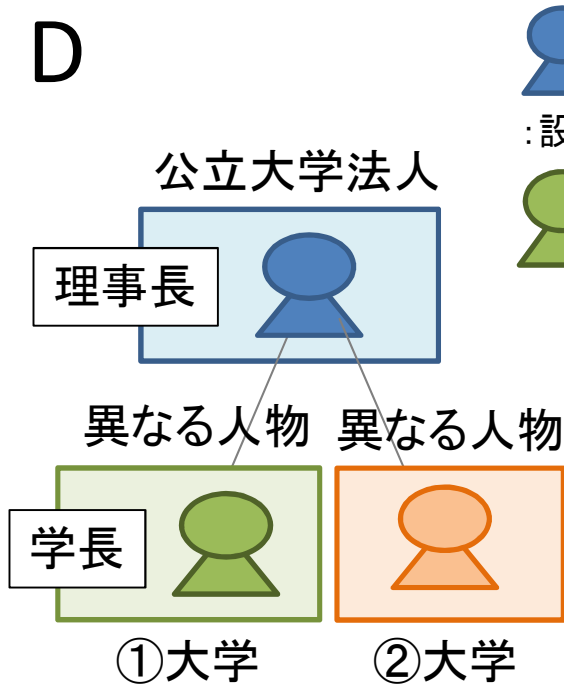 D
:設
公立大学法人
理事長
異なる人物 異なる人物
学長
①大学 ②大学